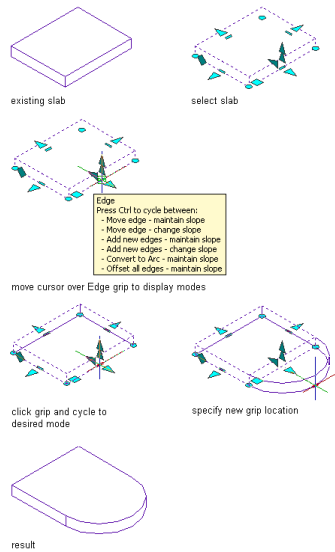 existing slab
select slab
Edge
Press Ctrl to cycle between:
- Move edge - maintain slope
- Move edge - change slope
- Add new edges - maintain slope
- Add new edges - change slope
- Convert to Arc - maintain slope
- Offset all edges - maintain slope
move cursor over Edge grip to display modes
click grip and cycle to
desired mode
specify new grip location
result